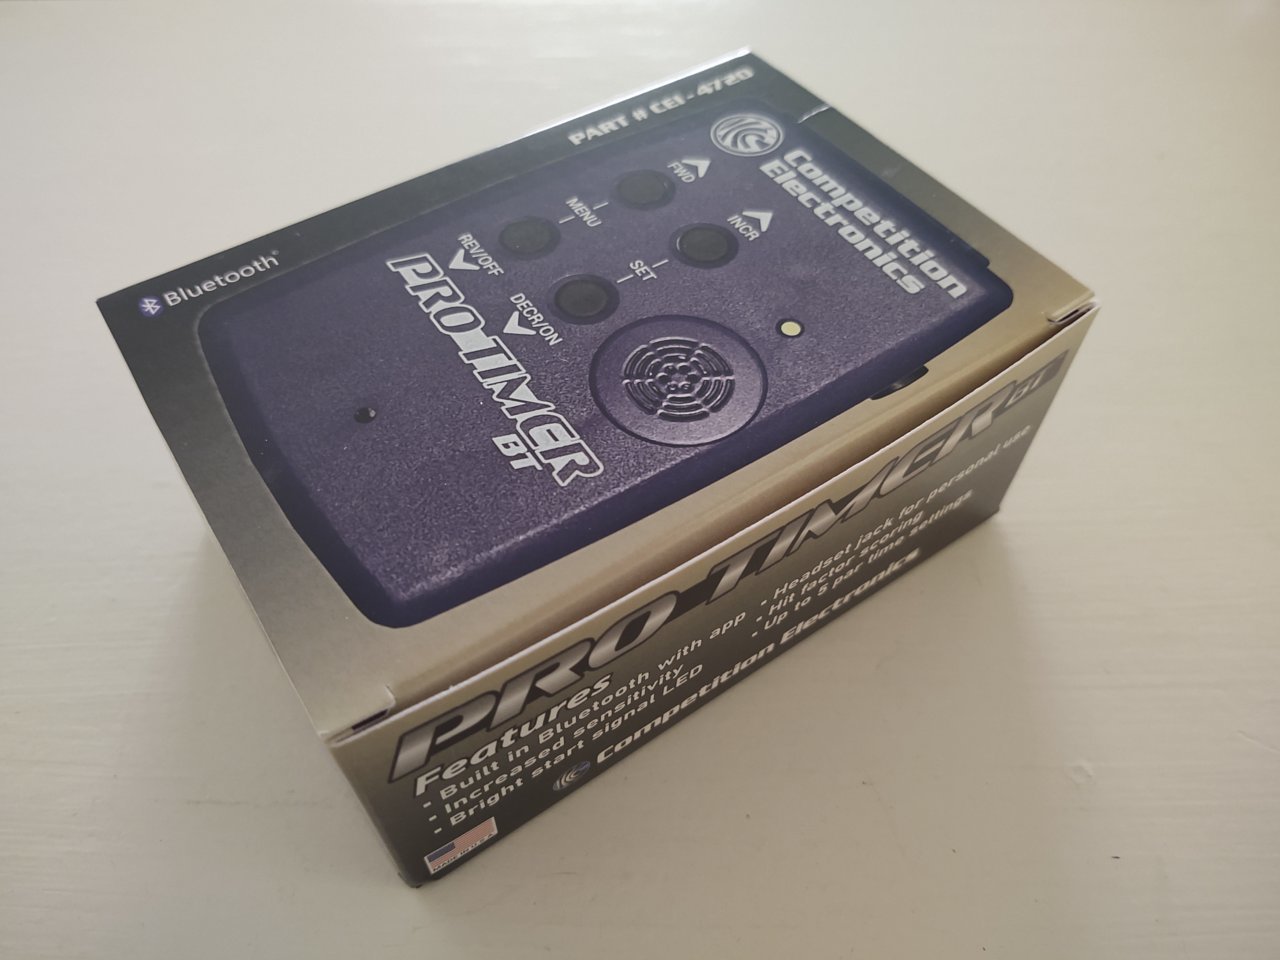 PART # CEI - 4720
Bluetooth®
Competition
Electronics
FWD
MENU
REV/OFF
INCR
SET
DECR/ON
PRO TIMER
BT
PRO TIMER BT
Features
- Built in Bluetooth with app
- Increased sensitivity
- Bright start signal LED
- Headset jack for personal use
- Hit factor scoring
- Up to 5 par time settings
Competition Electronics
MADE IN U.S.A.